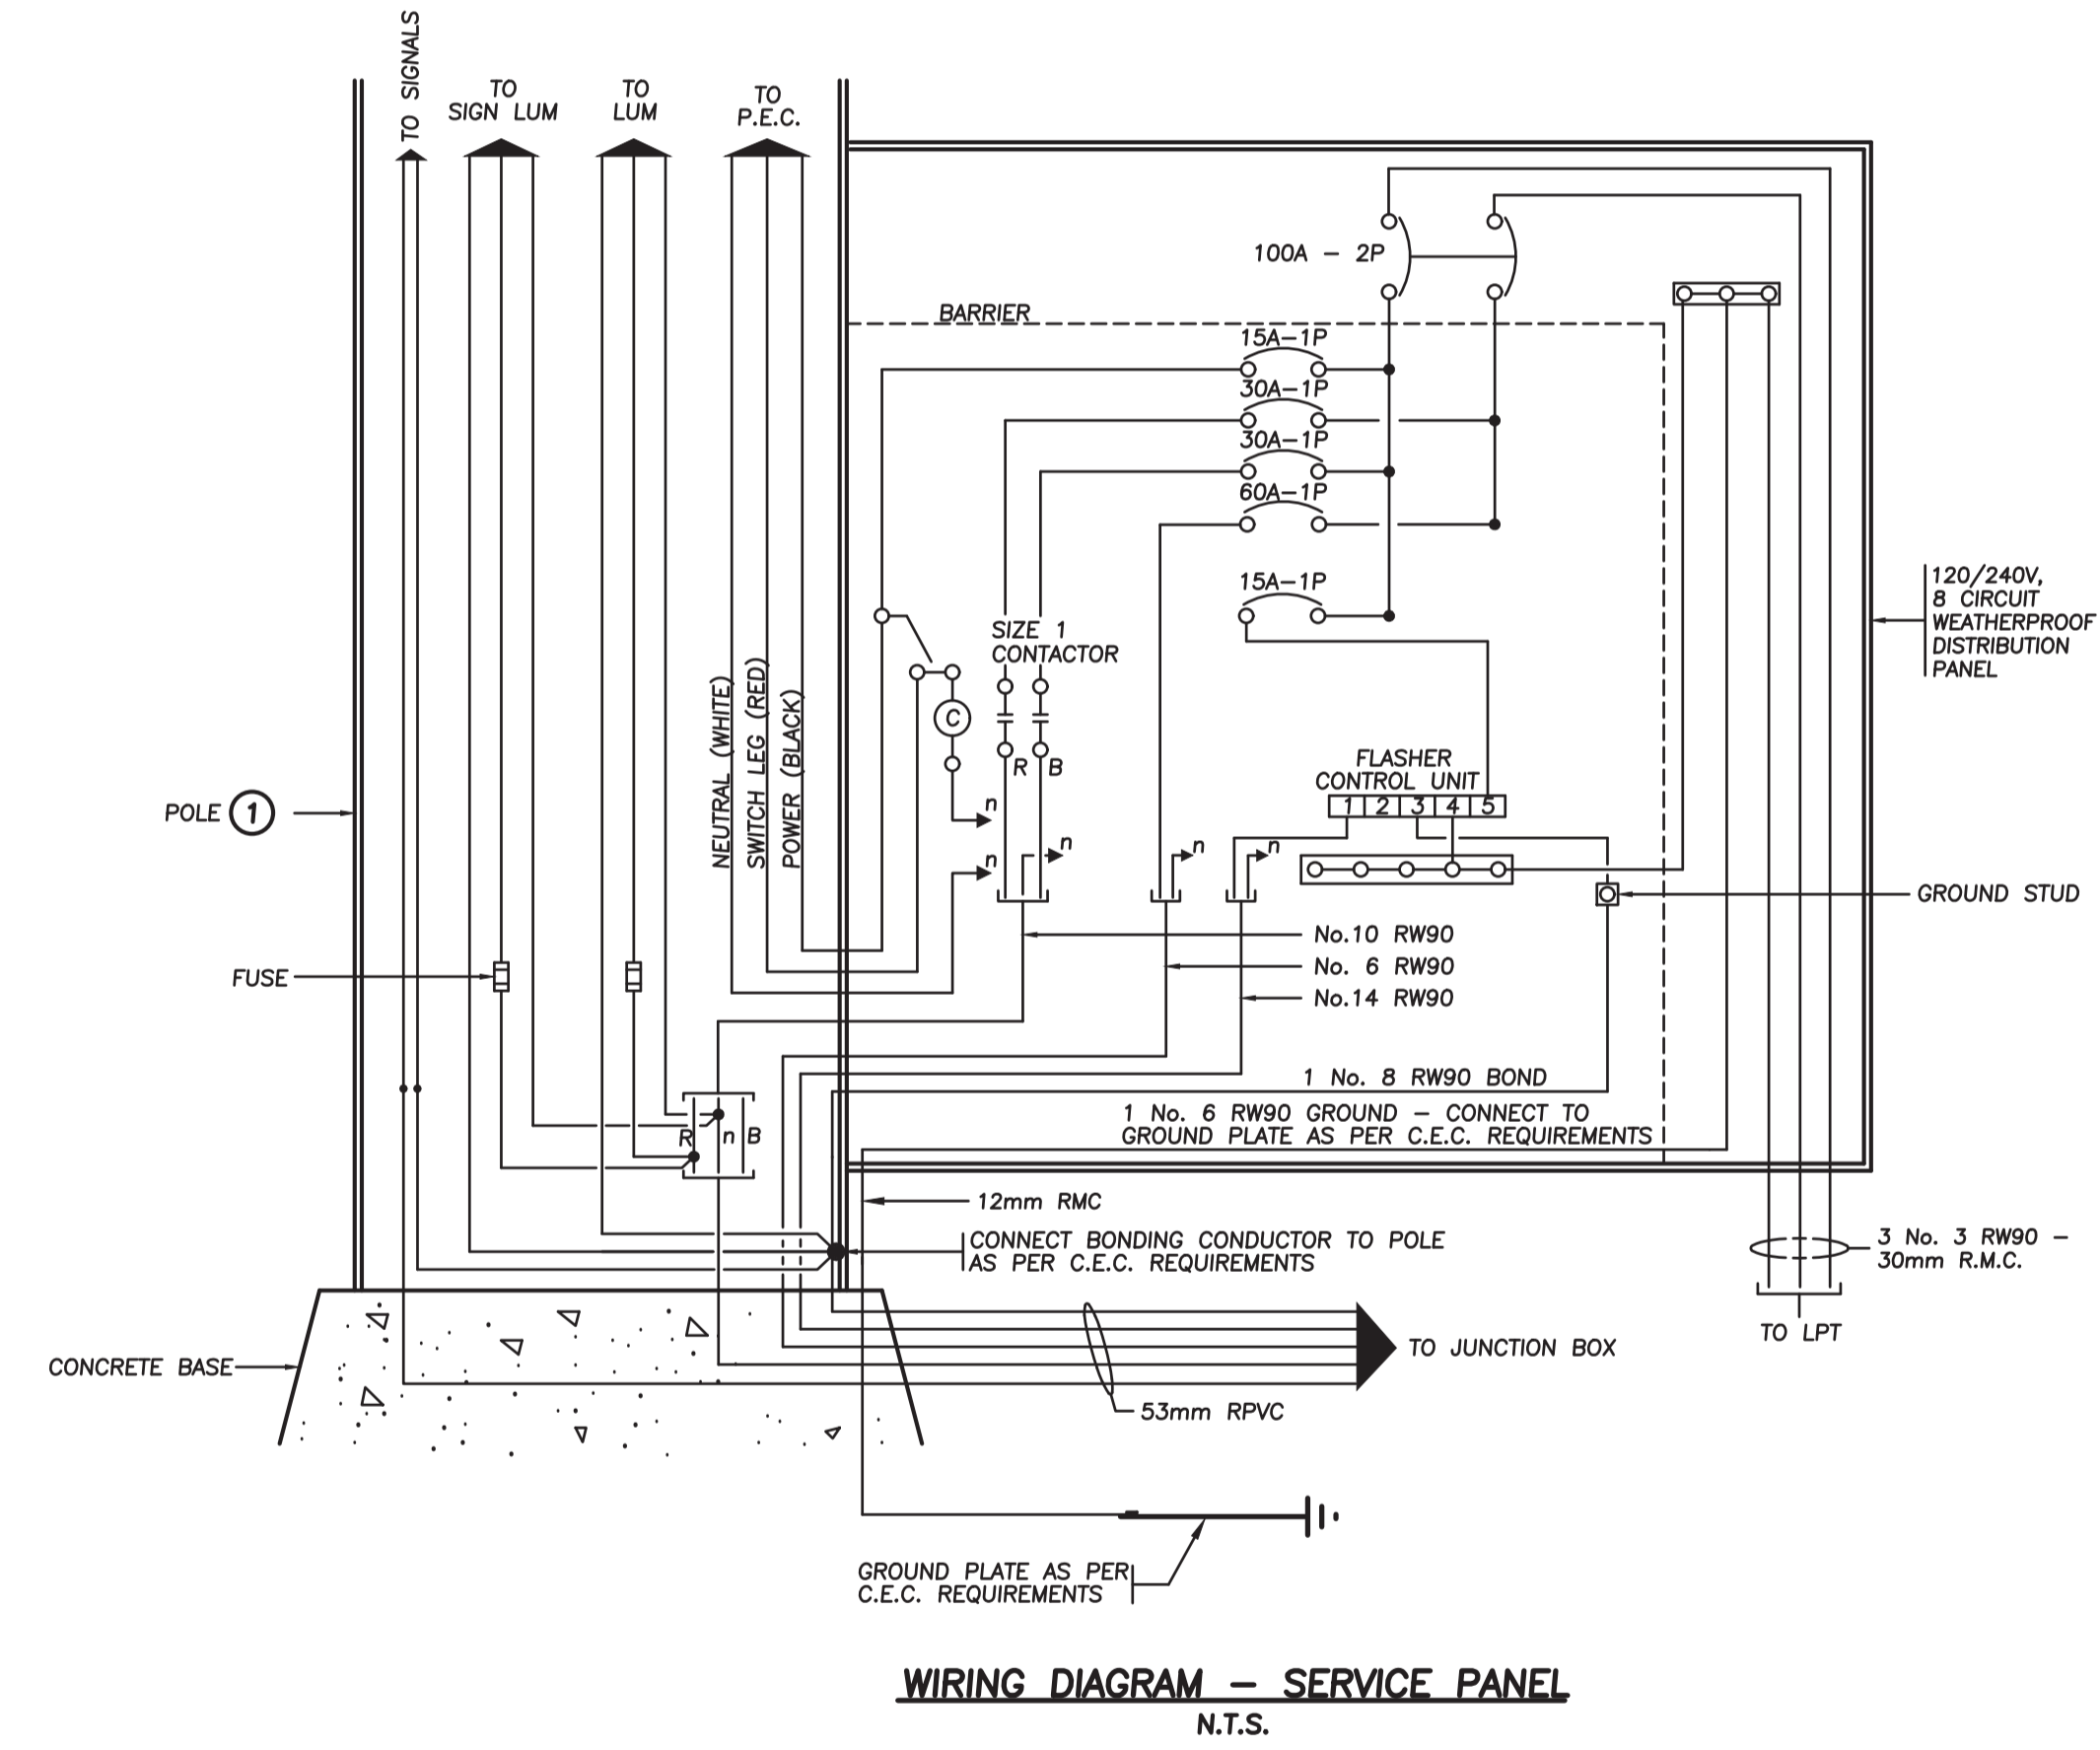 TO SIGNALS
TO
SIGN LUM
TO
LUM
TO
P.E.C.
100A - 2P
BARRIER
15A-1P
30A-1P
30A-1P
60A-1P
15A-1P
120/240V,
8 CIRCUIT
WEATHERPROOF
DISTRIBUTION
PANEL
SIZE 1
CONTACTOR
C
R B
NEUTRAL (WHITE)
SWITCH LEG (RED)
POWER (BLACK)
FLASHER
CONTROL UNIT
1 2 3 4 5
POLE 1
n
n
n
n
n
GROUND STUD
No.10 RW90
No. 6 RW90
No.14 RW90
FUSE
1 No. 8 RW90 BOND
1 No. 6 RW90 GROUND - CONNECT TO
GROUND PLATE AS PER C.E.C. REQUIREMENTS
R n B
12mm RMC
CONNECT BONDING CONDUCTOR TO POLE
AS PER C.E.C. REQUIREMENTS
3 No. 3 RW90 -
30mm R.M.C.
TO LPT
CONCRETE BASE
TO JUNCTION BOX
53mm RPVC
GROUND PLATE AS PER
C.E.C. REQUIREMENTS
WIRING DIAGRAM - SERVICE PANEL
N.T.S.